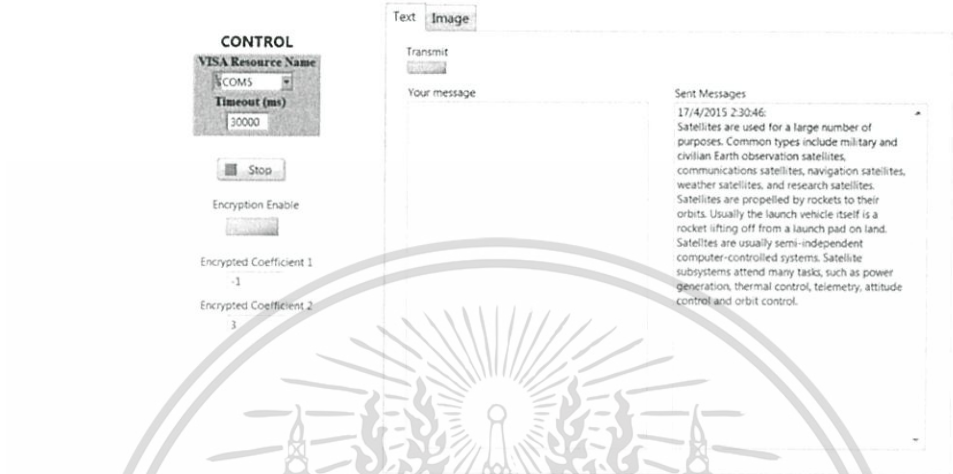 CONTROL
VISA Resource Name
COM5
Timeout (ms)
30000
Stop
Encryption Enable
Encrypted Coefficient 1
-1
Encrypted Coefficient 2
3
Text Image
Transmit
Your message
Sent Messages
17/4/2015 2:30:46:
Satellites are used for a large number of
purposes. Common types include military and
civilian Earth observation satellites,
communications satellites, navigation satellites,
weather satellites, and research satellites.
Satellites are propelled by rockets to their
orbits. Usually the launch vehicle itself is a
rocket lifting off from a launch pad on land.
Satellites are usually semi-independent
computer-controlled systems. Satellite
subsystems attend many tasks, such as power
generation, thermal control, telemetry, attitude
control and orbit control.